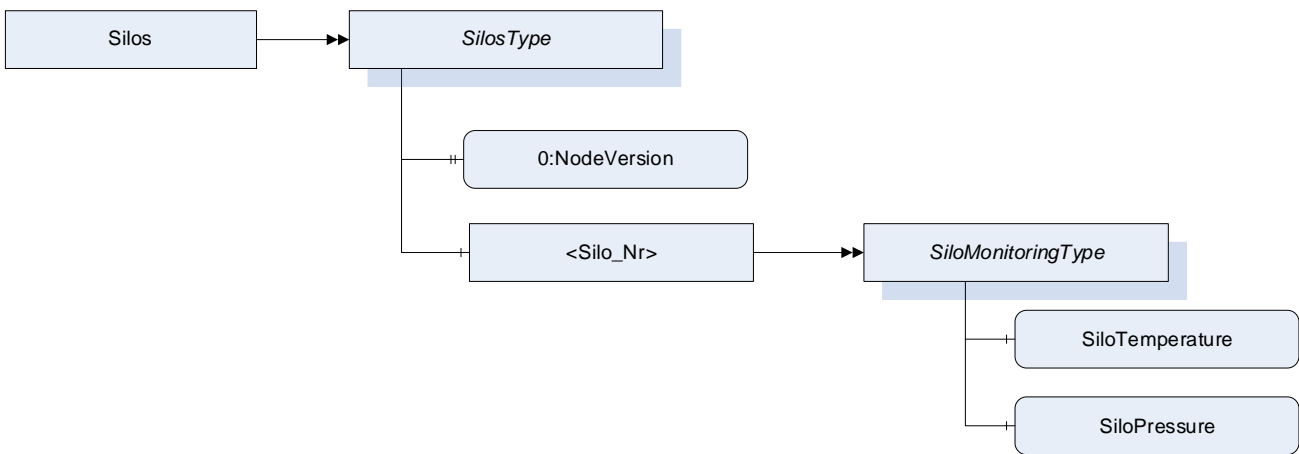 Silos
SilosType
0:NodeVersion
<Silo_Nr>
SiloMonitoringType
SiloTemperature
SiloPressure